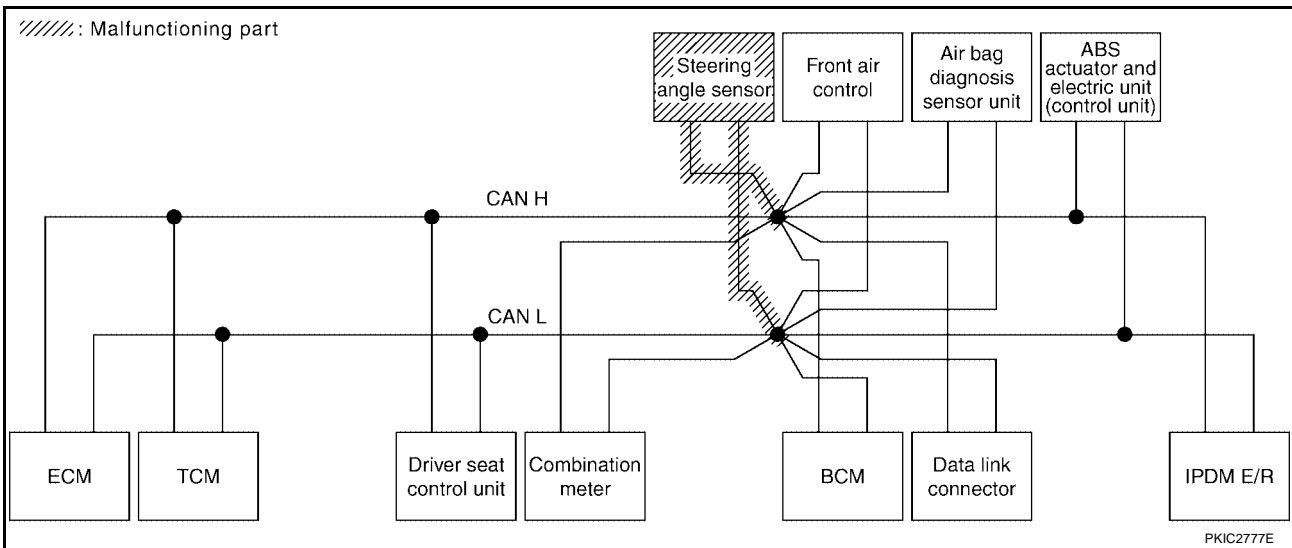 : Malfunctioning part
Steering
angle sensor
Front air
control
Air bag
diagnosis
sensor unit
ABS
actuator and
electric unit
(control unit)
CAN H
CAN L
ECM
TCM
Driver seat
control unit
Combination
meter
BCM
Data link
connector
IPDM E/R
PKIC2777E